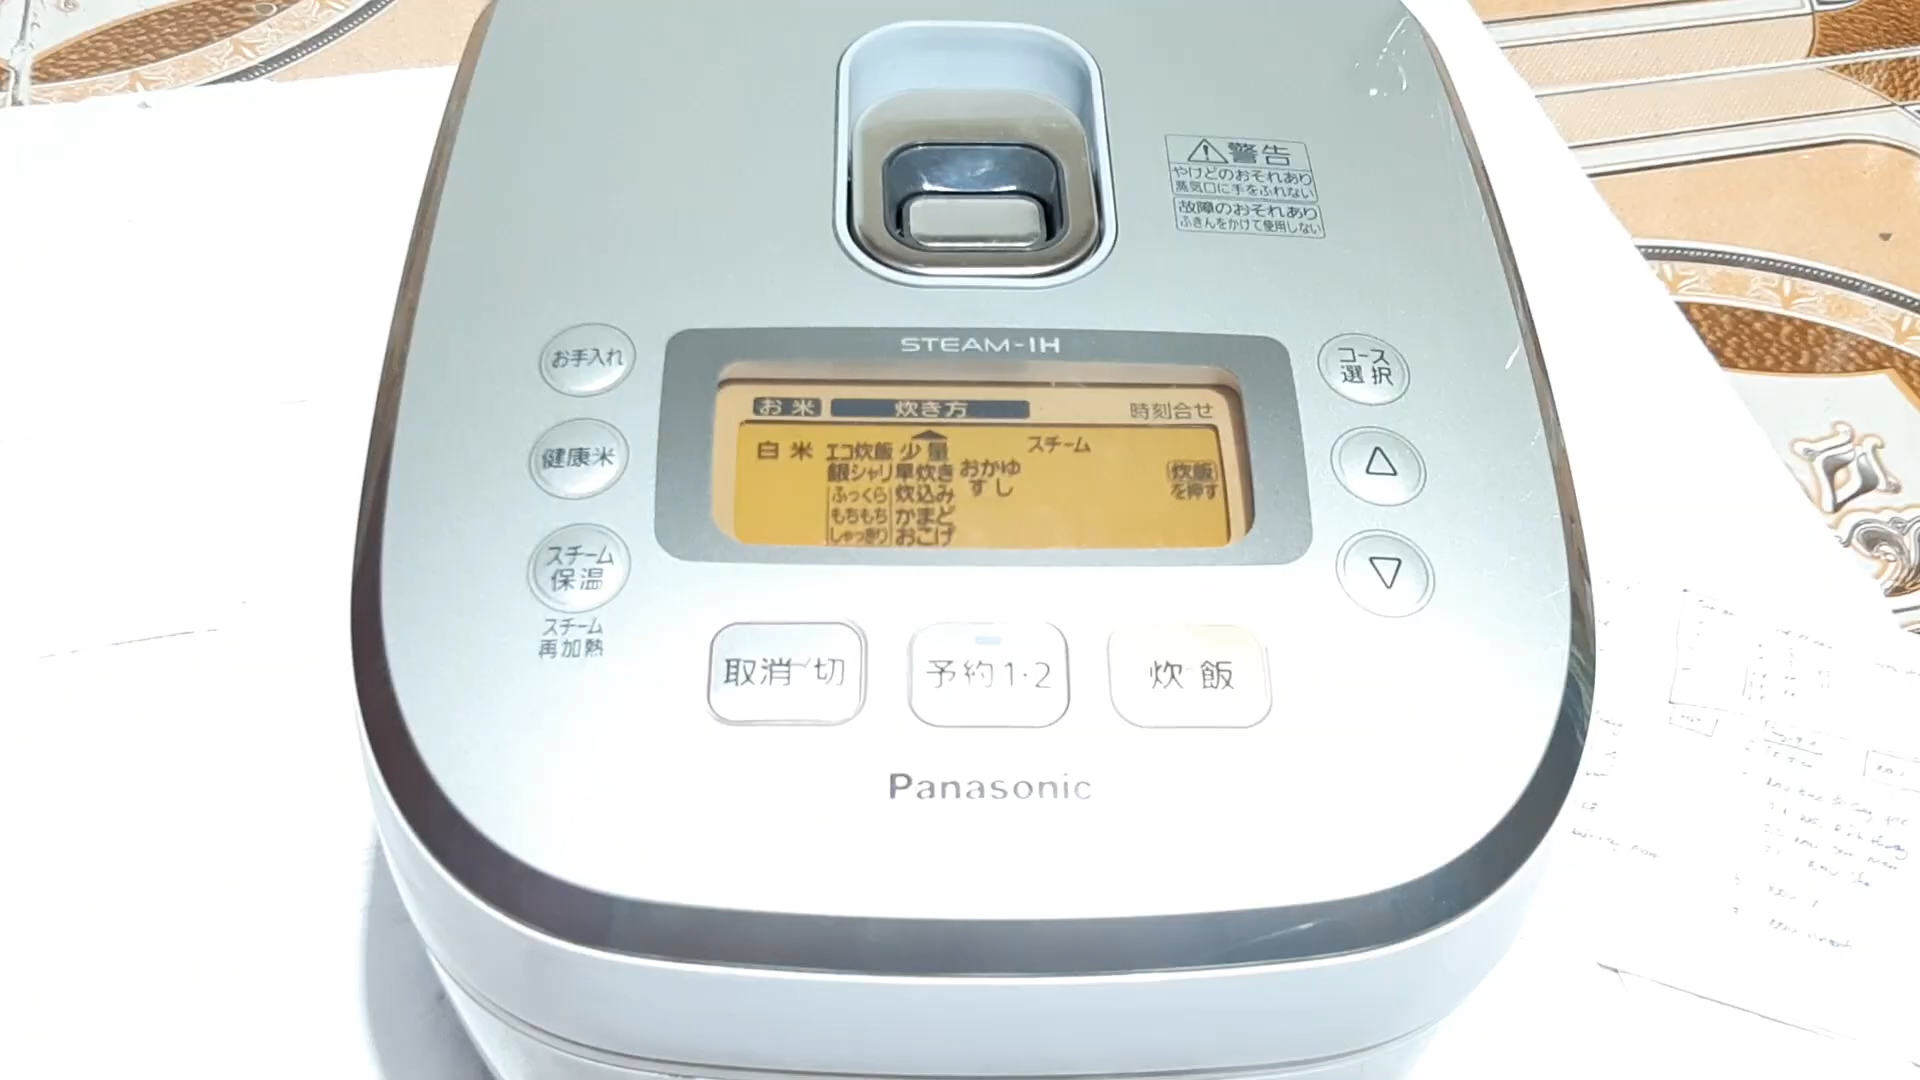 警告
やけどのおそれあり
蒸気口に手をふれない
故障のおそれあり
ふきんをかけて使用しない
STEAM-IH
お手入れ
コース
選択
お米 炊き方 時刻合せ
白米 エコ炊飯 少量 スチーム
銀シャリ 早炊き おかゆ 炊飯
ふっくら 炊込み すし を押す
もちもち かまど
しゃっきり おこげ
健康米
△
▽
スチーム
保温
スチーム
再加熱
取消 切
予約1・2
炊飯
Panasonic